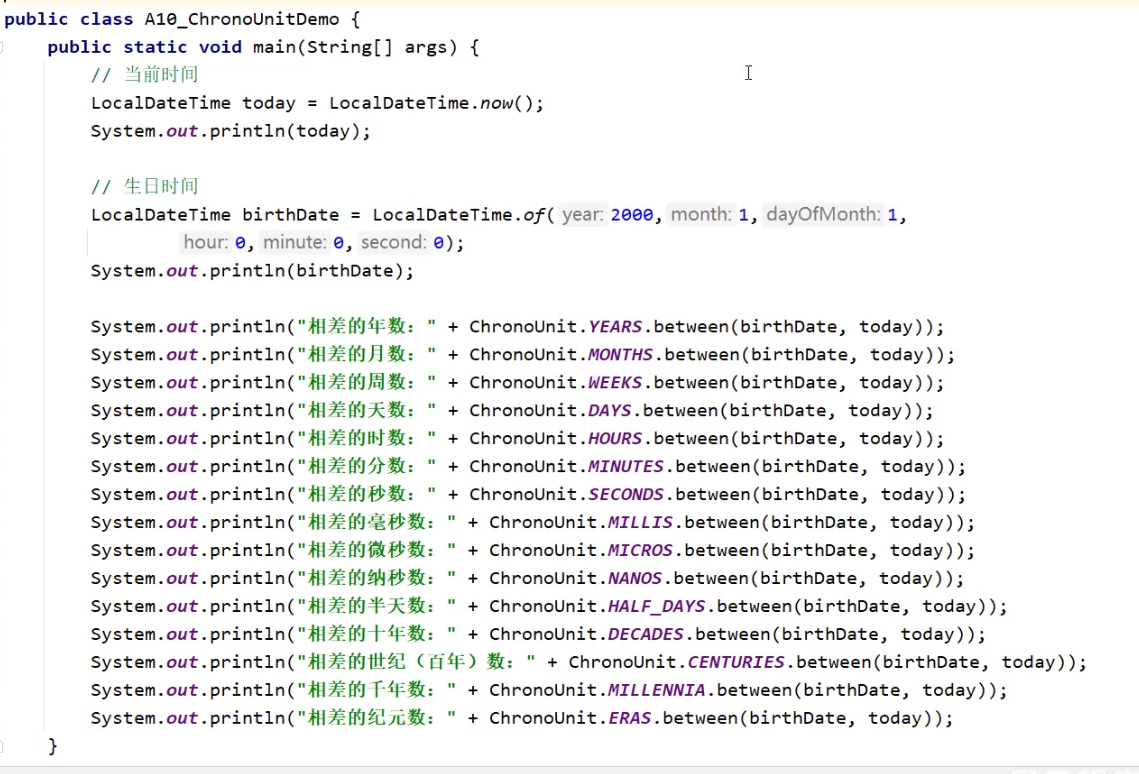 public class A10_ChronoUnitDemo {
public static void main(String[] args) {
// 当前时间
LocalDateTime today = LocalDateTime.now();
System.out.println(today);
// 生日时间
LocalDateTime birthDate = LocalDateTime.of( year: 2000, month: 1, dayOfMonth: 1,
hour: 0, minute: 0, second: 0);
System.out.println(birthDate);
System.out.println("相差的年数：" + ChronoUnit.YEARS.between(birthDate, today));
System.out.println("相差的月数：" + ChronoUnit.MONTHS.between(birthDate, today));
System.out.println("相差的周数：" + ChronoUnit.WEEKS.between(birthDate, today));
System.out.println("相差的天数：" + ChronoUnit.DAYS.between(birthDate, today));
System.out.println("相差的时数：" + ChronoUnit.HOURS.between(birthDate, today));
System.out.println("相差的分数：" + ChronoUnit.MINUTES.between(birthDate, today));
System.out.println("相差的秒数：" + ChronoUnit.SECONDS.between(birthDate, today));
System.out.println("相差的毫秒数：" + ChronoUnit.MILLIS.between(birthDate, today));
System.out.println("相差的微秒数：" + ChronoUnit.MICROS.between(birthDate, today));
System.out.println("相差的纳秒数：" + ChronoUnit.NANOS.between(birthDate, today));
System.out.println("相差的半天数：" + ChronoUnit.HALF_DAYS.between(birthDate, today));
System.out.println("相差的十年数：" + ChronoUnit.DECADES.between(birthDate, today));
System.out.println("相差的世纪（百年）数：" + ChronoUnit.CENTURIES.between(birthDate, today));
System.out.println("相差的千年数：" + ChronoUnit.MILLENNIA.between(birthDate, today));
System.out.println("相差的纪元数：" + ChronoUnit.ERAS.between(birthDate, today));
}